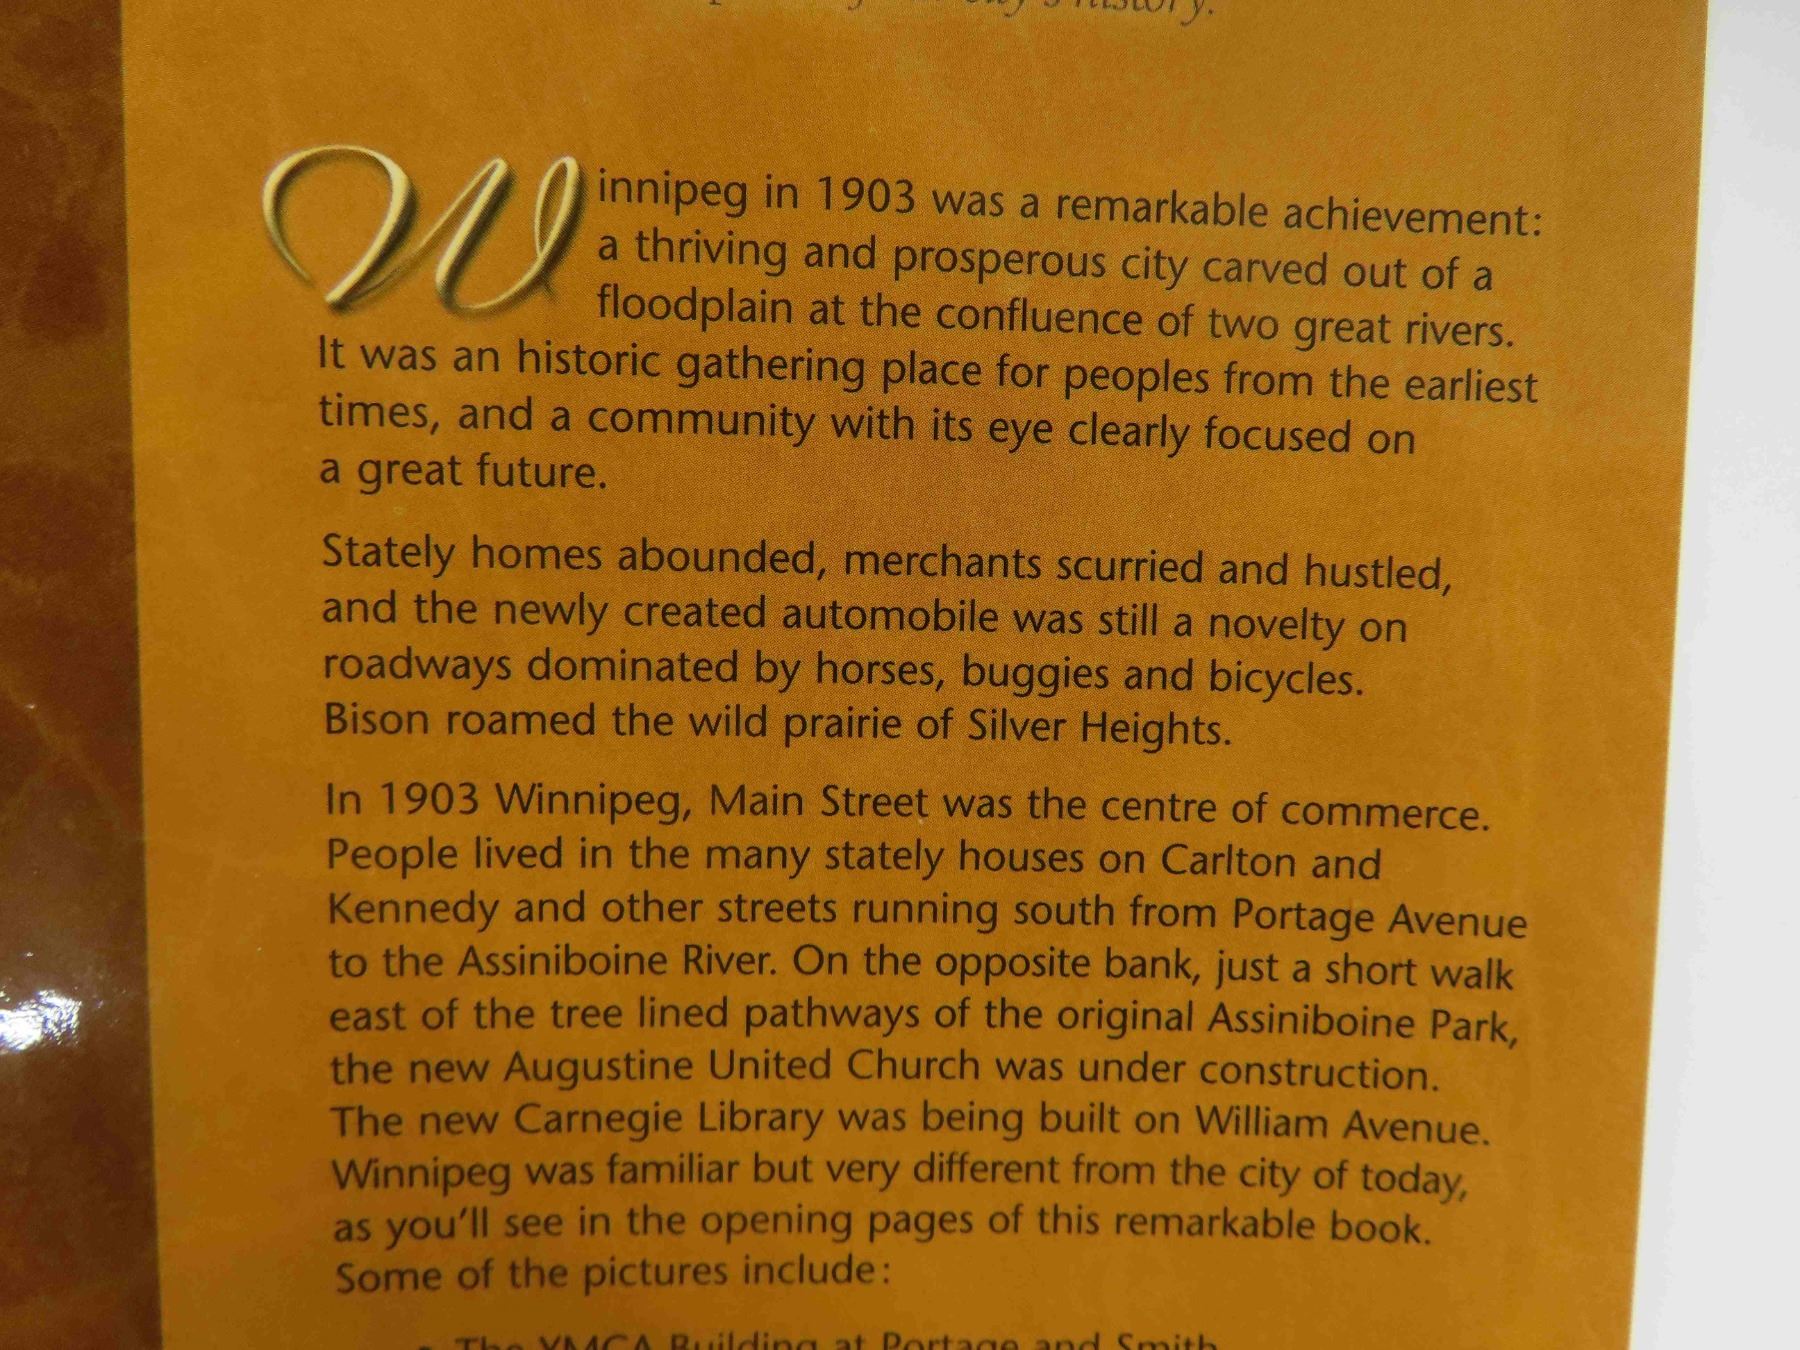 history.
Winnipeg in 1903 was a remarkable achievement:
a thriving and prosperous city carved out of a
floodplain at the confluence of two great rivers.
It was an historic gathering place for peoples from the earliest
times, and a community with its eye clearly focused on
a great future.
Stately homes abounded, merchants scurried and hustled,
and the newly created automobile was still a novelty on
roadways dominated by horses, buggies and bicycles.
Bison roamed the wild prairie of Silver Heights.
In 1903 Winnipeg, Main Street was the centre of commerce.
People lived in the many stately houses on Carlton and
Kennedy and other streets running south from Portage Avenue
to the Assiniboine River. On the opposite bank, just a short walk
east of the tree lined pathways of the original Assiniboine Park,
the new Augustine United Church was under construction.
The new Carnegie Library was being built on William Avenue.
Winnipeg was familiar but very different from the city of today,
as you'll see in the opening pages of this remarkable book.
Some of the pictures include:
• The YMCA Building at Portage and Smith